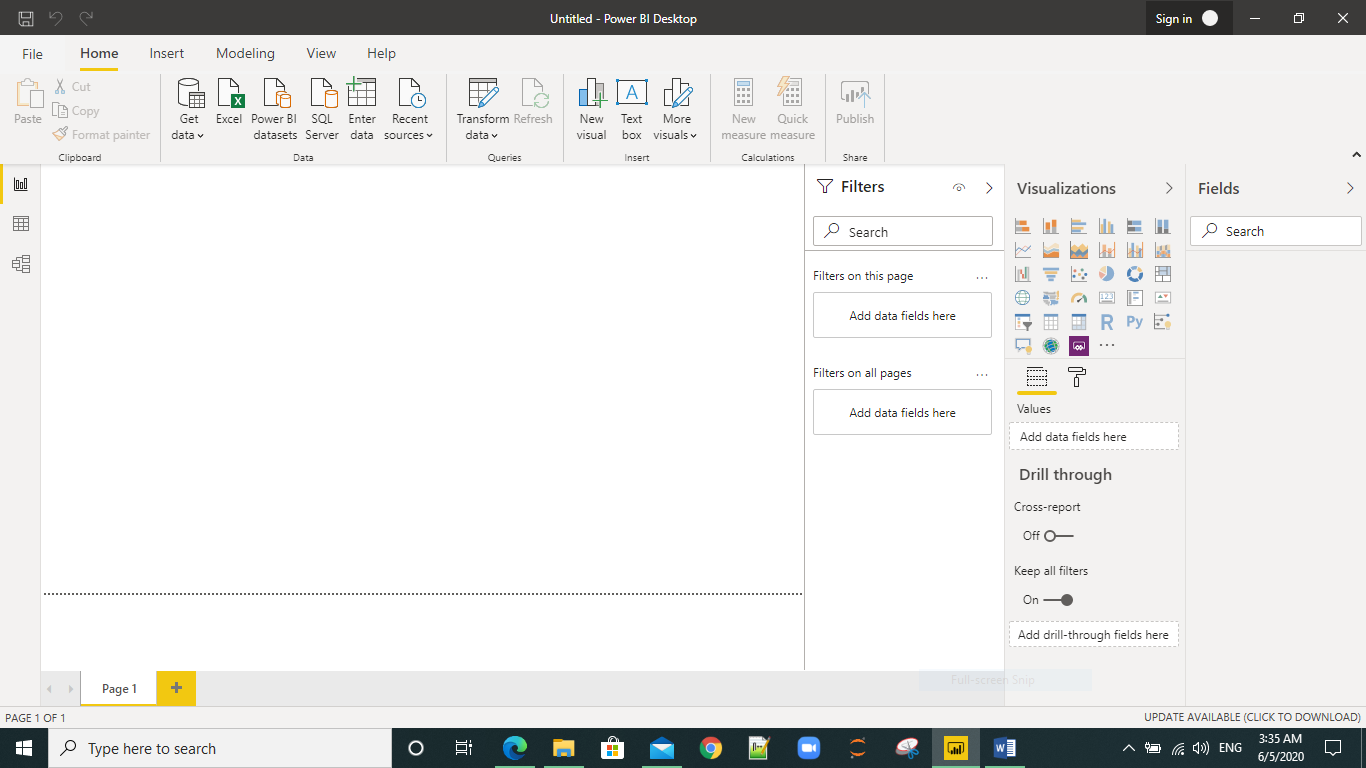 Untitled - Power BI Desktop
Sign in
File Home Insert Modeling View Help
Paste
Cut
Copy
Format painter
Clipboard
Get data
Excel
Power BI datasets
SQL Server
Enter data
Recent sources
Data
Transform data
Refresh
Queries
New visual
Text box
More visuals
Insert
New measure
Quick measure
Calculations
Publish
Share
Filters
Search
Filters on this page
...
Add data fields here
Filters on all pages
...
Add data fields here
Visualizations
123
R
Py
...
Values
Add data fields here
Drill through
Cross-report
Off
Keep all filters
On
Add drill-through fields here
Fields
Search
Full-screen Snip
Page 1
+
PAGE 1 OF 1
UPDATE AVAILABLE (CLICK TO DOWNLOAD)
Type here to search
ENG
3:35 AM
6/5/2020